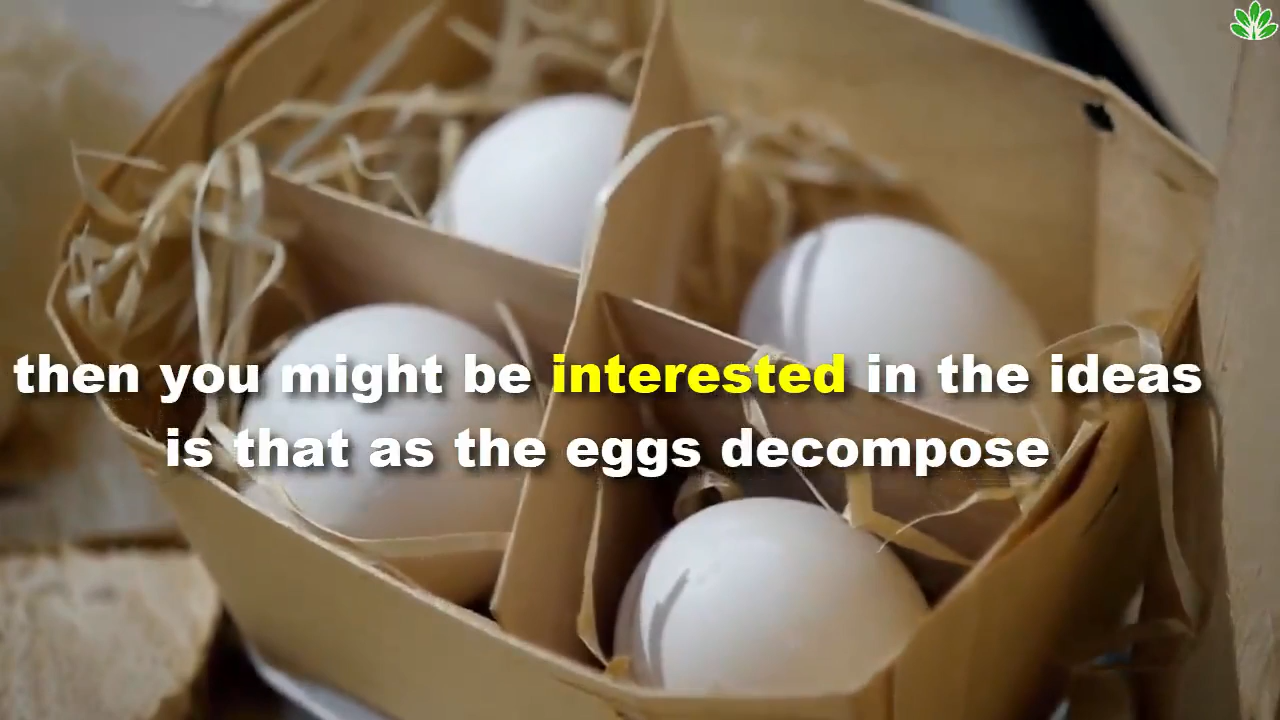 then you might be interested in the ideas
is that as the eggs decompose